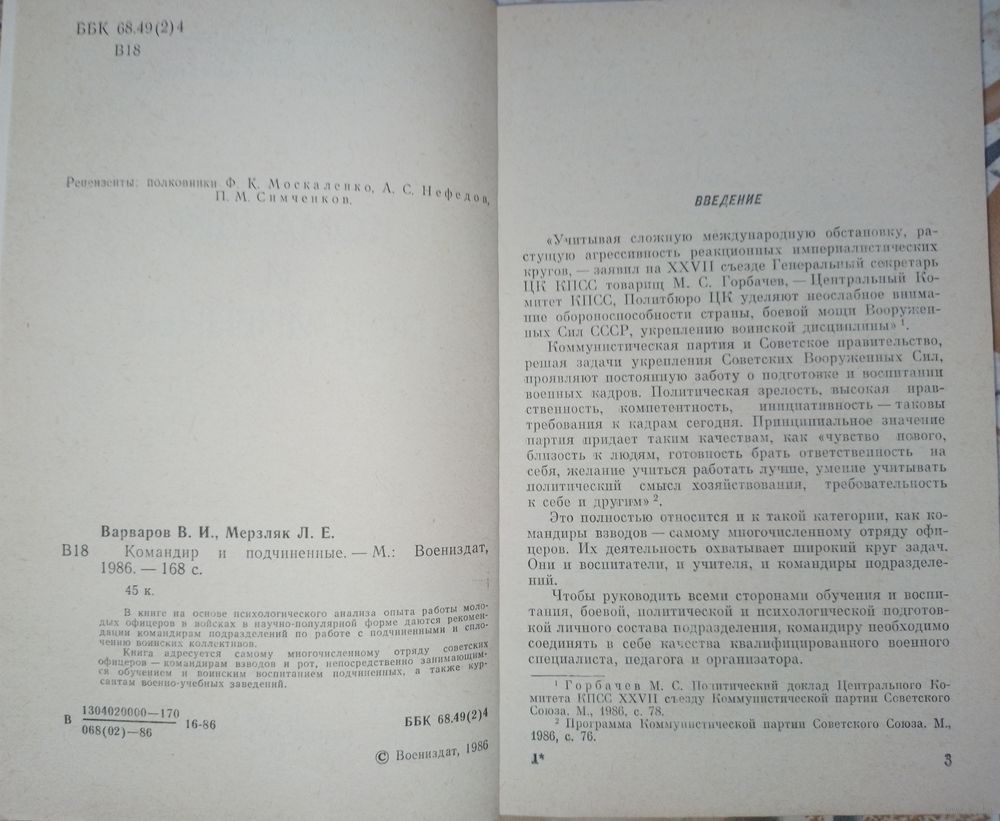 ББК 68.49(2)4
В18
Рецензенты: полковники Ф. К. Москаленко, А. С. Нефедов,
П. М. Симченков.
Варваров В. И., Мерзляк Л. Е.
В18 Командир и подчиненные. — М.: Воениздат,
1986. — 168 с.
45 к.
В книге на основе психологического анализа опыта работы моло-
дых офицеров в войсках в научно-популярной форме даются рекомен-
дации командирам подразделений по работе с подчиненными и спло-
чению воинских коллективов.
Книга адресуется самому многочисленному отряду советских
офицеров — командирам взводов и рот, непосредственно занимающим-
ся обучением и воинским воспитанием подчиненных, а также кур-
сантам военно-учебных заведений.
В 1304020000—170
068(02)—86 16-86
ББК 68.49(2)4
© Воениздат, 1986
ВВЕДЕНИЕ
«Учитывая сложную международную обстановку, ра-
стущую агрессивность реакционных империалистических
кругов, — заявил на XXVII съезде Генеральный секретарь
ЦК КПСС товарищ М. С. Горбачев, — Центральный Ко-
митет КПСС, Политбюро ЦК уделяют неослабное внима-
ние обороноспособности страны, боевой мощи Вооружен-
ных Сил СССР, укреплению воинской дисциплины» 1.
Коммунистическая партия и Советское правительство,
решая задачи укрепления Советских Вооруженных Сил,
проявляют постоянную заботу о подготовке и воспитании
военных кадров. Политическая зрелость, высокая нрав-
ственность, компетентность, инициативность — таковы
требования к кадрам сегодня. Принципиальное значение
партия придает таким качествам, как «чувство нового,
близость к людям, готовность брать ответственность на
себя, желание учиться работать лучше, умение учитывать
политический смысл хозяйствования, требовательность
к себе и другим» 2.
Это полностью относится и к такой категории, как ко-
мандиры взводов — самому многочисленному отряду офи-
церов. Их деятельность охватывает широкий круг задач.
Они и воспитатели, и учителя, и командиры подразделе-
ний.
Чтобы руководить всеми сторонами обучения и воспи-
тания, боевой, политической и психологической подготов-
кой личного состава подразделения, командиру необходимо
соединять в себе качества квалифицированного военного
специалиста, педагога и организатора.
1 Горбачев М. С. Политический доклад Центрального Ко-
митета КПСС XXVII съезду Коммунистической партии Советского
Союза. М., 1986, с. 78.
2 Программа Коммунистической партии Советского Союза. М.,
1986, с. 76.
1* 3